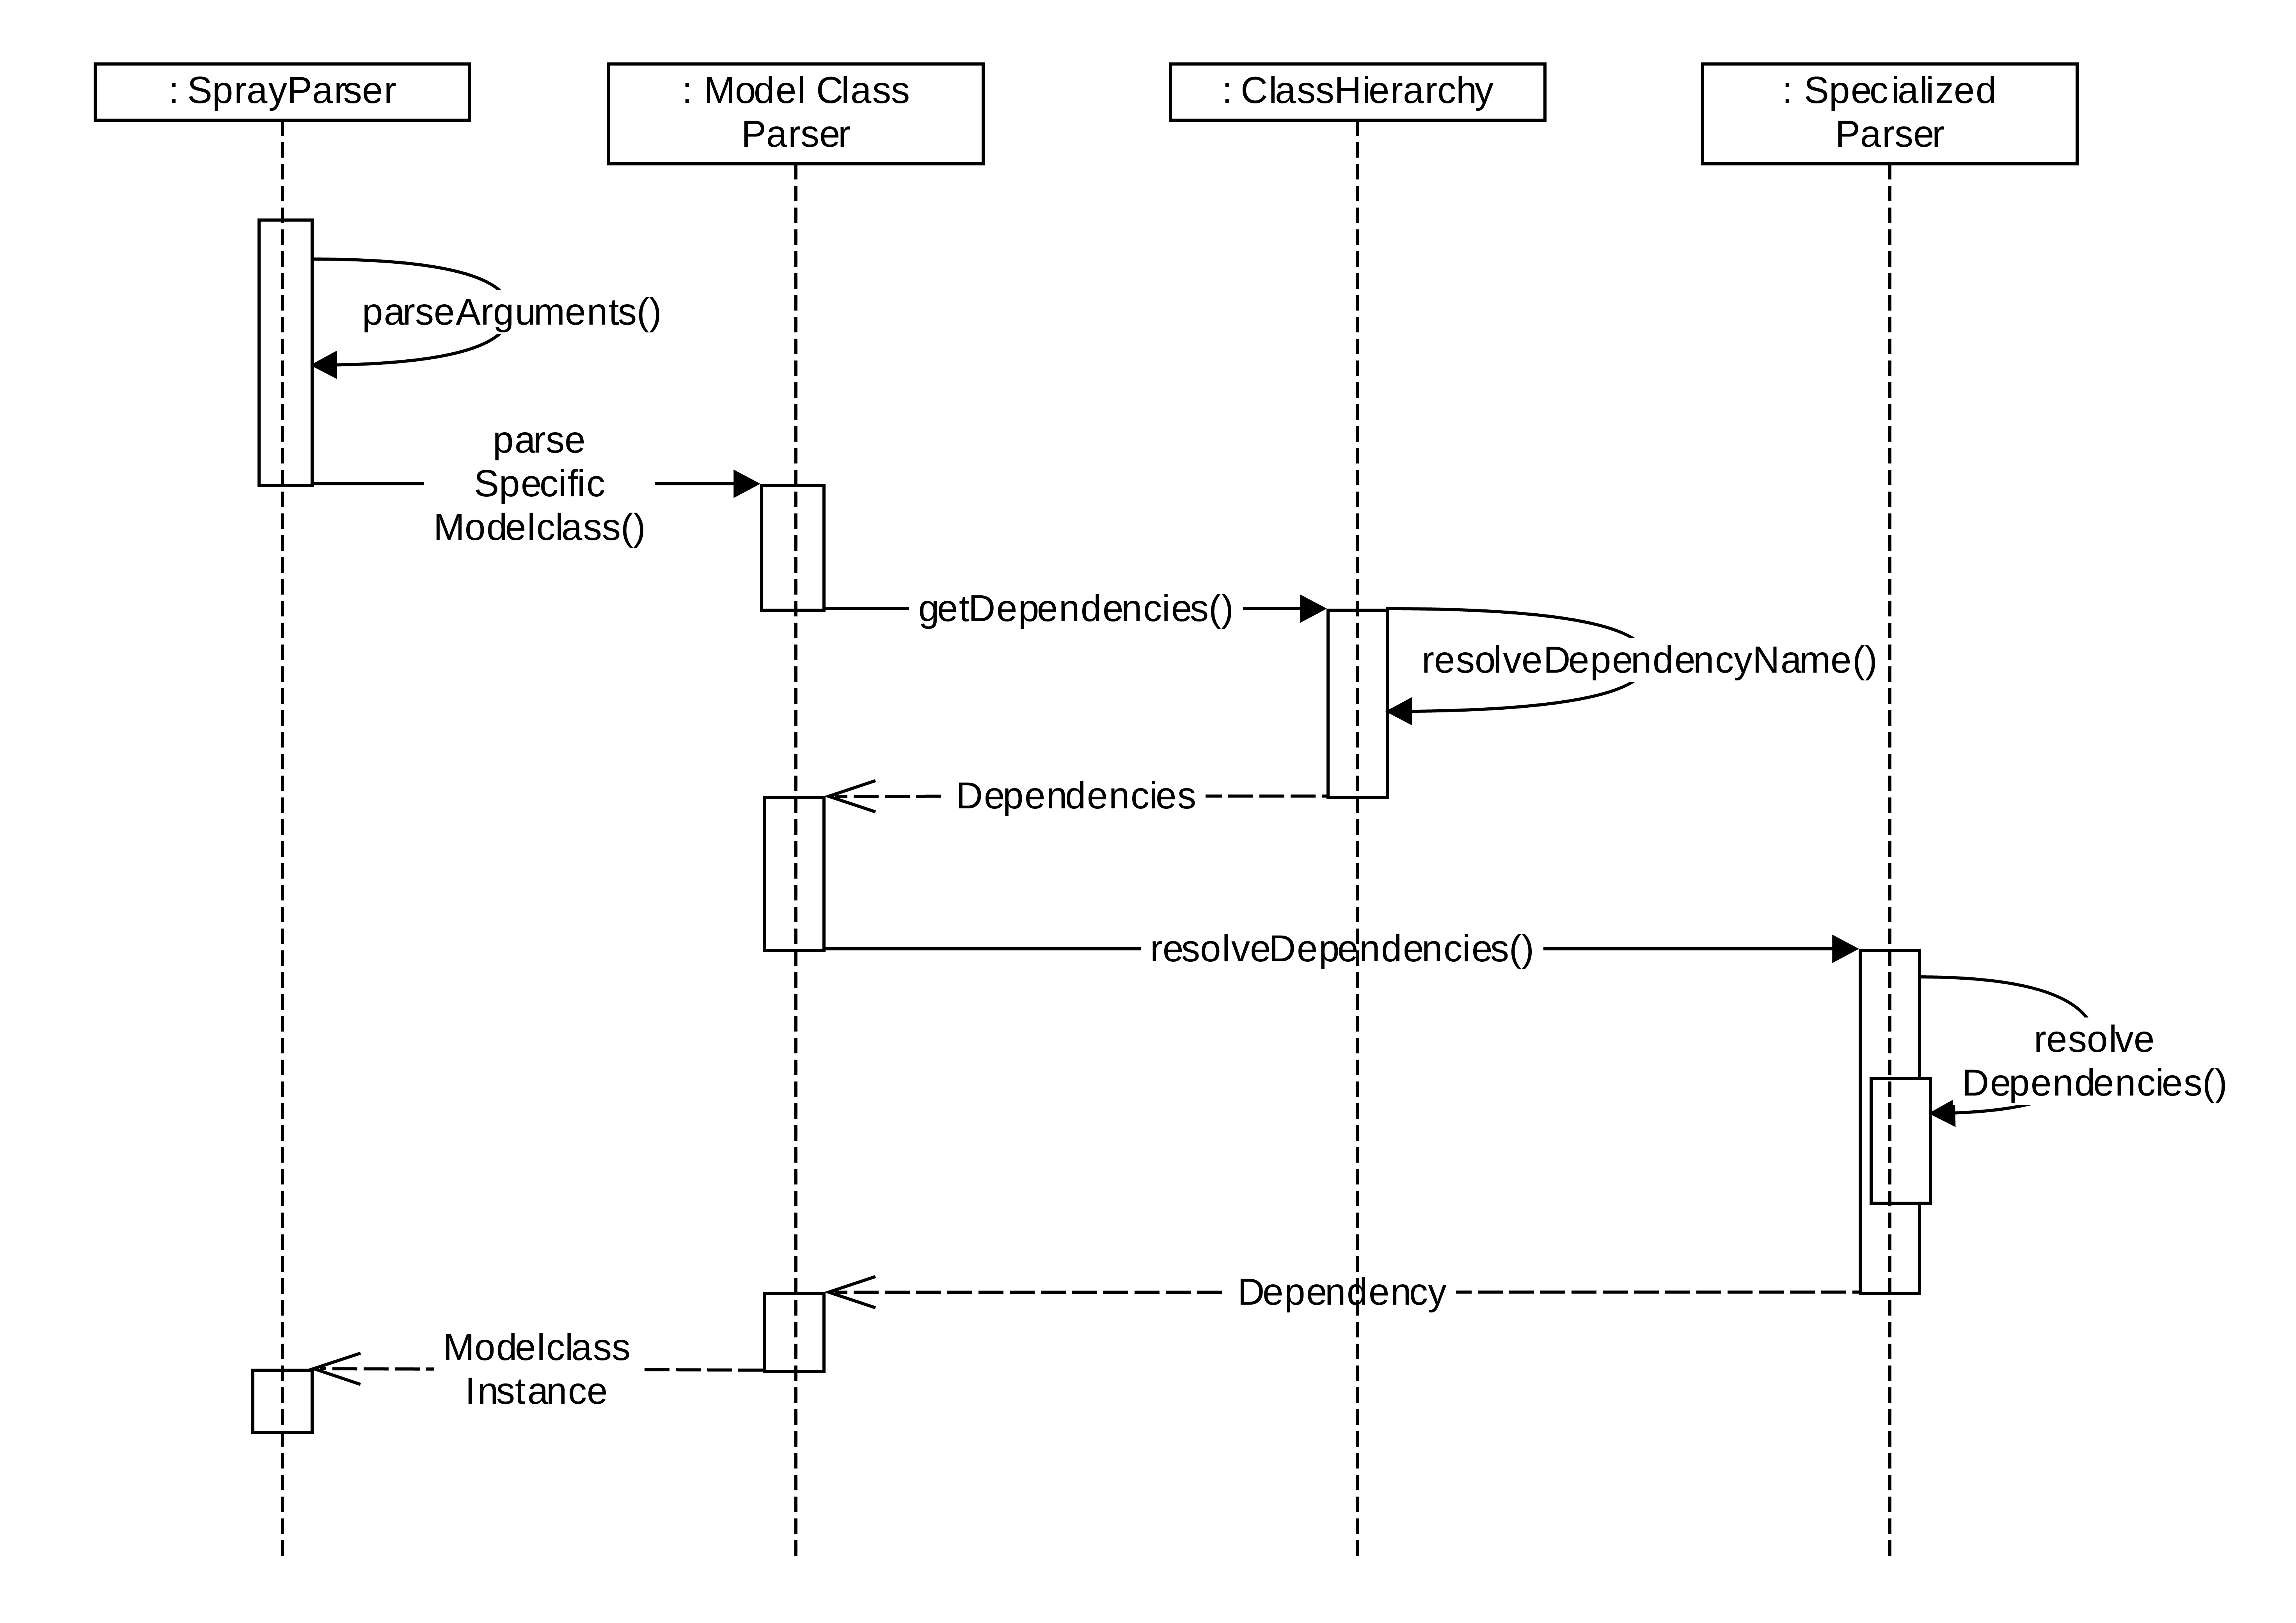 : SprayParser
: Model Class
Parser
: ClassHierarchy
: Specialized
Parser
parseArguments()
parse
Specific
Modelclass()
getDependencies()
resolveDependencyName()
Dependencies
resolveDependencies()
resolve
Dependencies()
Dependency
Modelclass
Instance